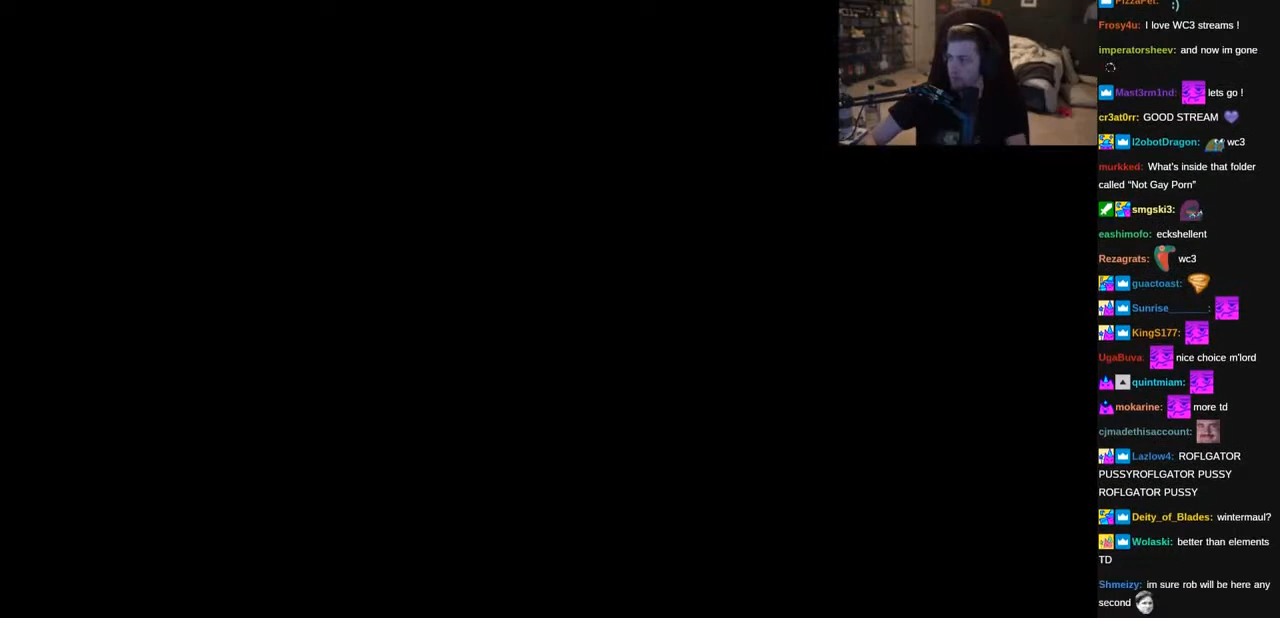 PizzaPet: :)
Frosy4u: I love WC3 streams !
imperatorsheev: and now im gone
Mast3rm1nd: lets go !
cr3at0rr: GOOD STREAM
I2obotDragon: wc3
murkked: What's inside that folder
called “Not Gay Porn”
smgski3:
eashimofo: eckshellent
Rezagrats: wc3
guactoast:
Sunrise_______:
KingS177:
UgaBuva: nice choice m'lord
quintmiam:
mokarine: more td
cjmadethisaccount:
Lazlow4: ROFLGATOR
PUSSYROFLGATOR PUSSY
ROFLGATOR PUSSY
Deity_of_Blades: wintermaul?
Wolaski: better than elements
TD
Shmeizy: im sure rob will be here any
second